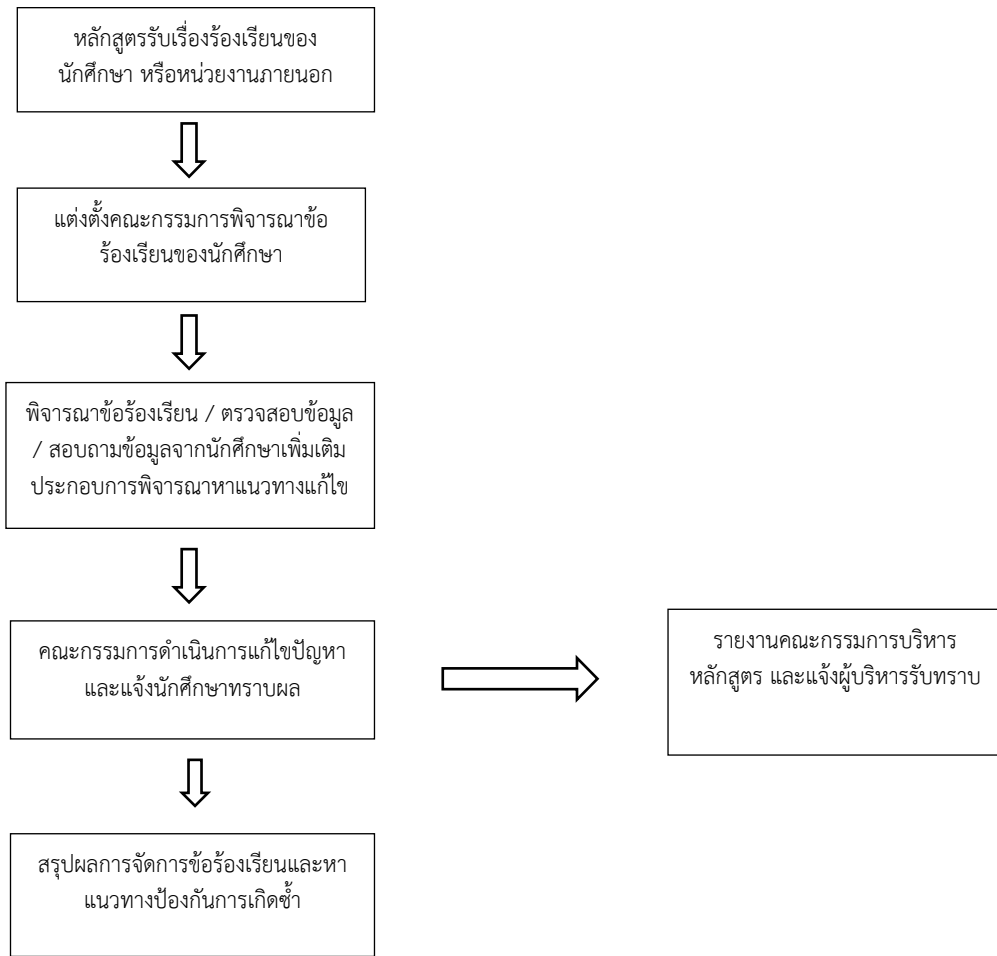 หลักสูตรรับเรื่องร้องเรียนของ
นักศึกษา หรือหน่วยงานภายนอก
แต่งตั้งคณะกรรมการพิจารณาข้อ
ร้องเรียนของนักศึกษา
พิจารณาข้อร้องเรียน / ตรวจสอบข้อมูล
/ สอบถามข้อมูลจากนักศึกษาเพิ่มเติม
ประกอบการพิจารณาหาแนวทางแก้ไข
คณะกรรมการดำเนินการแก้ไขปัญหา
และแจ้งนักศึกษาทราบผล
รายงานคณะกรรมการบริหาร
หลักสูตร และแจ้งผู้บริหารรับทราบ
สรุปผลการจัดการข้อร้องเรียนและหา
แนวทางป้องกันการเกิดซ้ำ